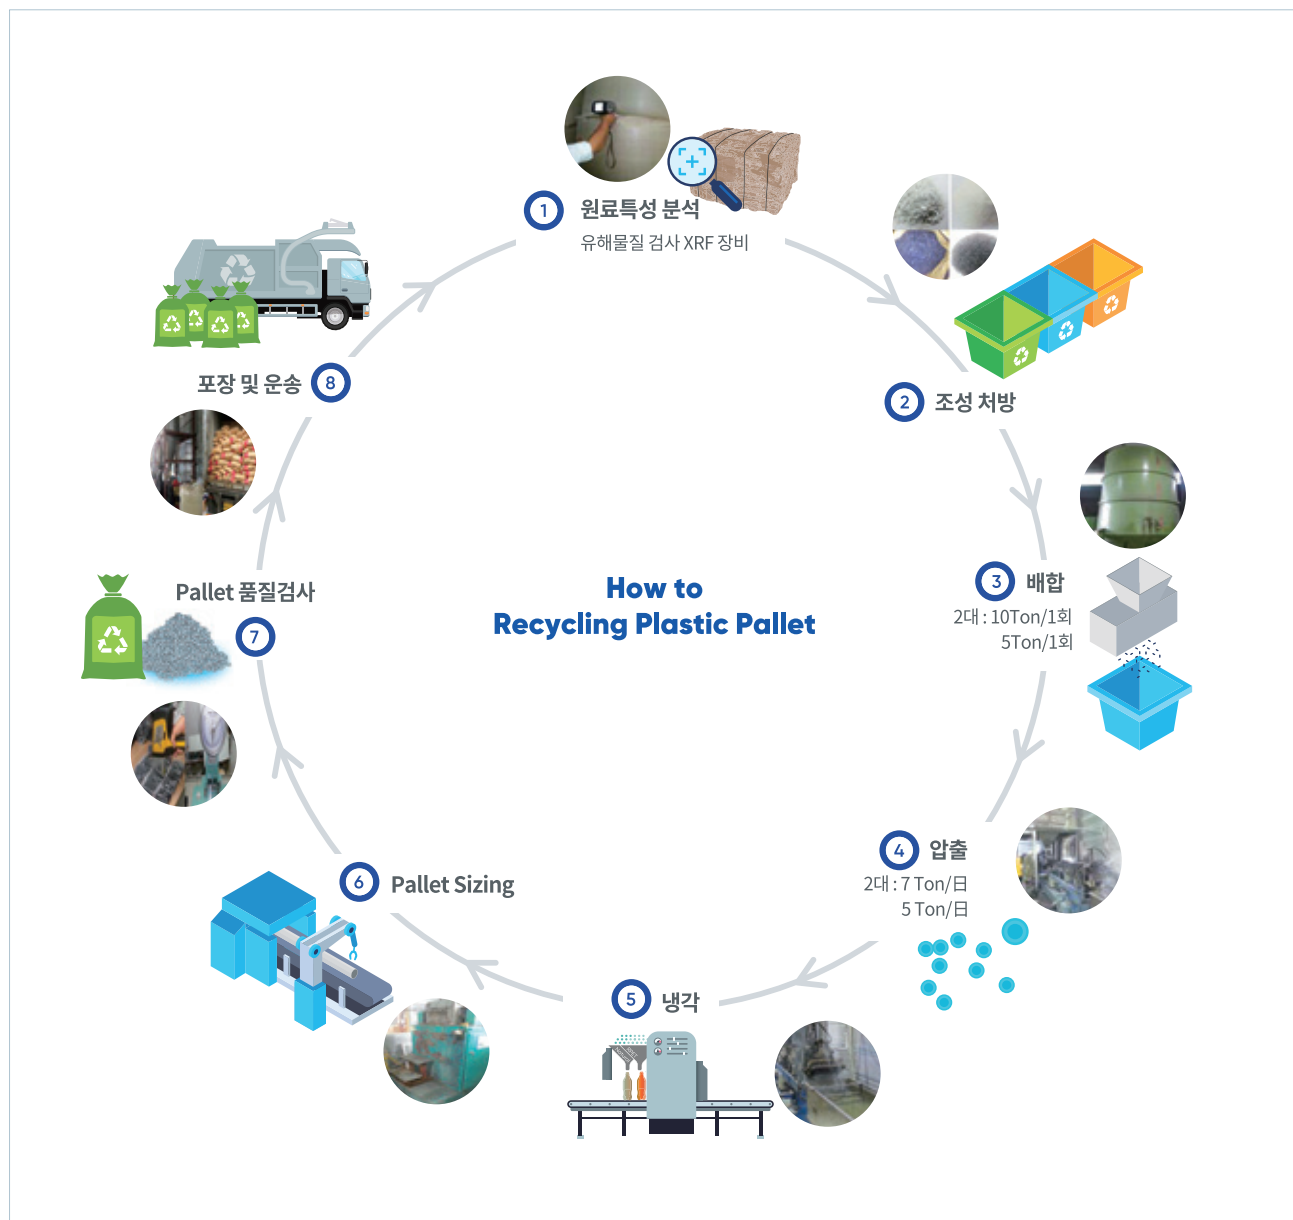 1 원료특성 분석
유해물질 검사 XRF 장비
2 조성 처방
3 배합
2대 : 10Ton/1회
5Ton/1회
4 압출
2대 : 7 Ton/日
5 Ton/日
5 냉각
6 Pallet Sizing
Pallet 품질검사
7
포장 및 운송 8
How to
Recycling Plastic Pallet